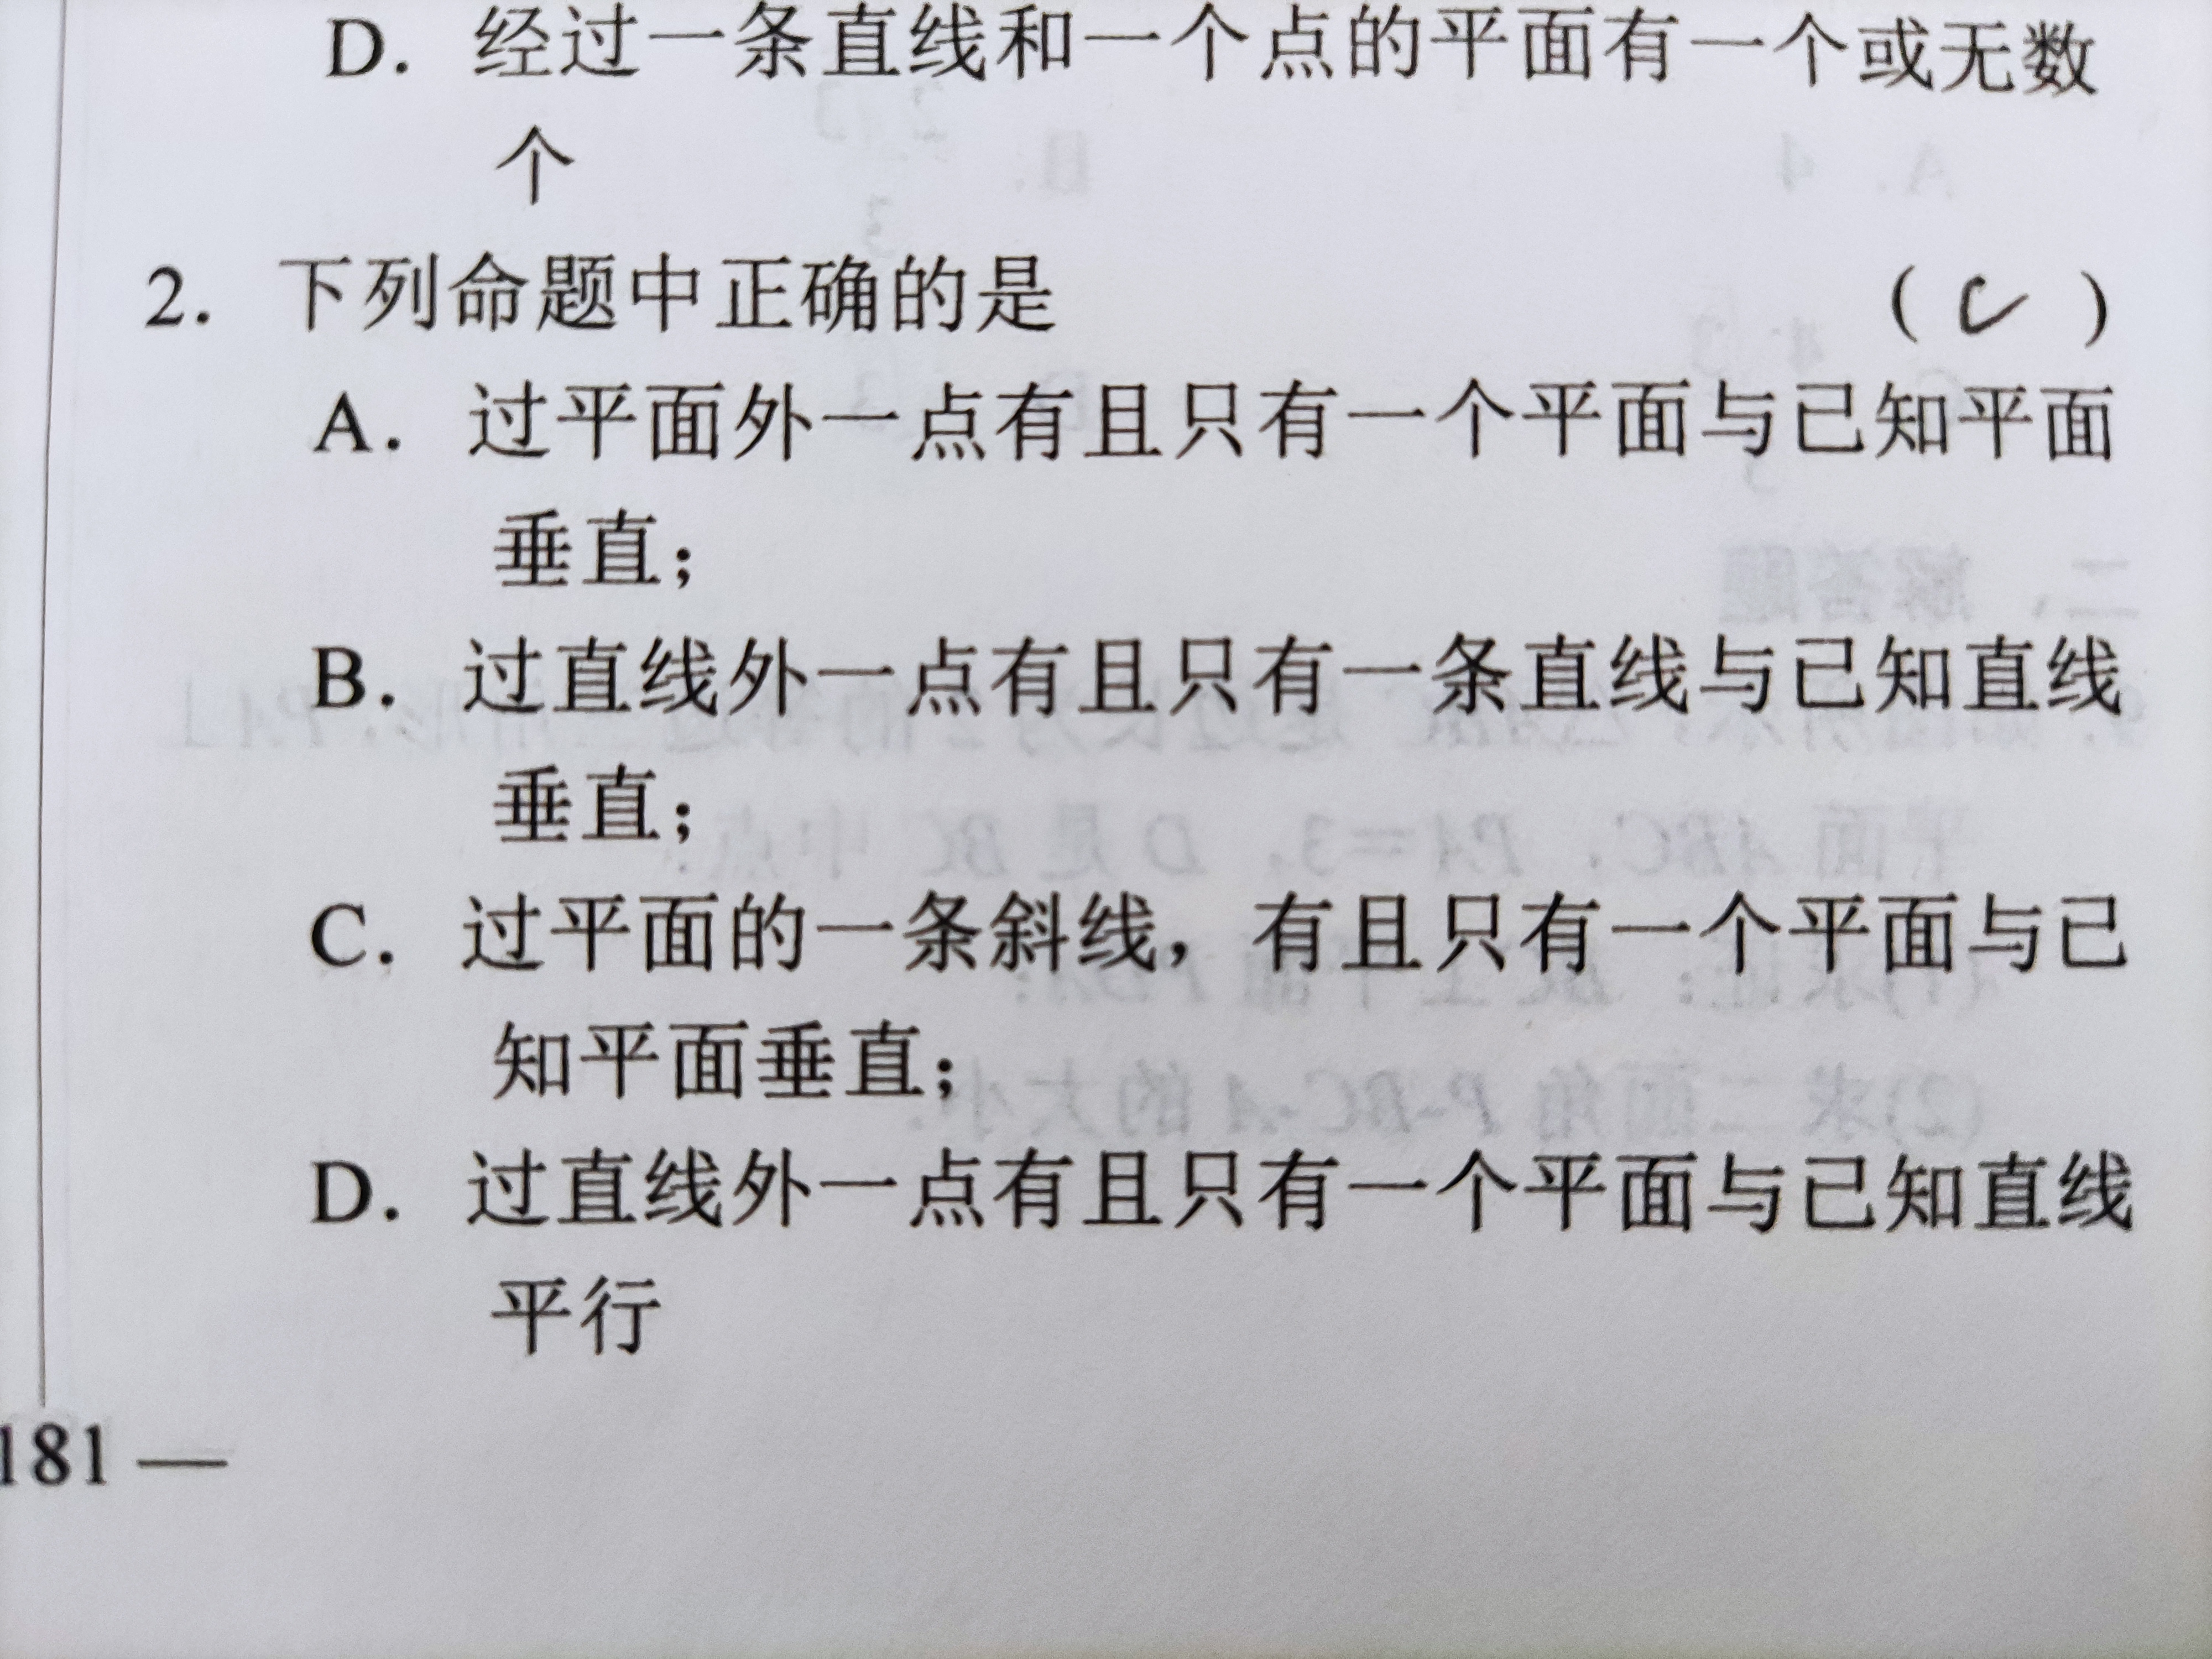 D. 经过一条直线和一个点的平面有一个或无数
个
2. 下列命题中正确的是 ( C )
A. 过平面外一点有且只有一个平面与已知平面
垂直;
B. 过直线外一点有且只有一条直线与已知直线
垂直;
C. 过平面的一条斜线，有且只有一个平面与已
知平面垂直;
D. 过直线外一点有且只有一个平面与已知直线
平行
181 —